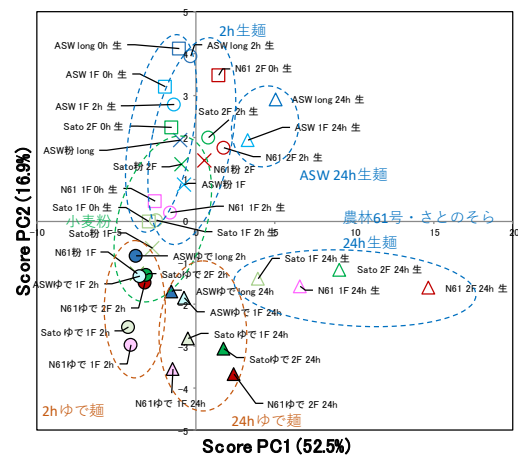 5
2h生麺
ASW long 0h 生
ASW long 2h 生
N61 2F 0h 生
4
ASW 1F 0h 生
ASW long 24h 生
3
ASW 1F 2h 生
Sato 2F 2h 生
Sato 2F 0h 生
ASW 1F 24h 生
2
ASW粉 long
N61 2F 2h 生
Sato粉 2F
N61粉 2F
ASW 24h生麺
1
ASW粉 1F
N61 1F 0h 生
N61 1F 2h 生
Sato 1F 0h 生
小麦粉
農林61号・さとのそら
24h生麺
0
-10
-5
0
5
10
15
20
Sato 1F 2h 生
Sato粉 1F
Sato 1F 24h 生
N61粉 1F
ASWゆで long 2h
-1
Satoゆで 2F 2h
Sato 2F 24h 生
ASWゆで 1F 2h
ASWゆで long 24h
N61 1F 24h 生
N61 2F 24h 生
N61ゆで 2F 2h
ASWゆで 1F 24h
-2
Sato ゆで 1F 2h
Sato ゆで 1F 24h
-3
N61ゆで 1F 2h
Satoゆで 2F 24h
N61ゆで 2F 24h
-4
N61ゆで 1F 24h
2hゆで麺
24hゆで麺
-5
Score PC1 (52.5%)
Score PC2 (16.9%)